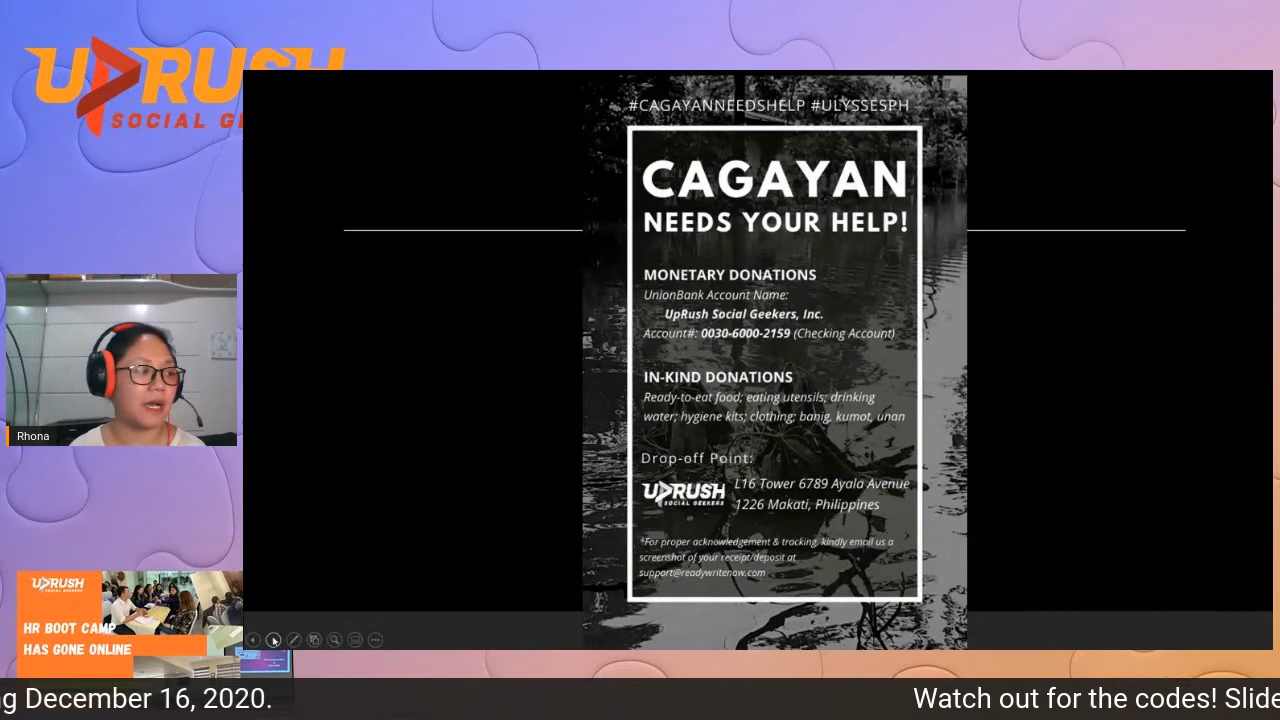 UPRUSH
SOCIAL GE
#CAGAYANNEEDSHELP #ULYSSESPH
CAGAYAN
NEEDS YOUR HELP!
MONETARY DONATIONS
UnionBank Account Name:
UpRush Social Geekers, Inc.
Account#: 0030-6000-2159 (Checking Account)
IN-KIND DONATIONS
Ready-to-eat food; eating utensils; drinking
water; hygiene kits; clothing; banig, kumot, unan
Drop-off Point:
UPRUSH
SOCIAL GEEKERS
L16 Tower 6789 Ayala Avenue
1226 Makati, Philippines
*For proper acknowledgement & tracking, kindly email us a
screenshot of your receipt/deposit at
support@readywritenow.com
Rhona
UPRUSH
SOCIAL GEEKERS
HR BOOT CAMP
HAS GONE ONLINE
ng December 16, 2020.
Watch out for the codes! Slide